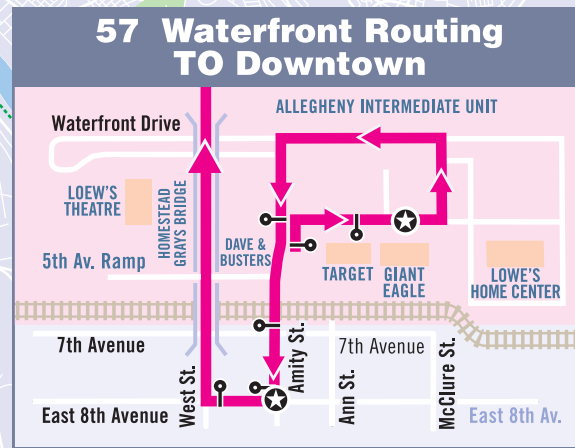 57 Waterfront Routing
TO Downtown
ALLEGHENY INTERMEDIATE UNIT
Waterfront Drive
LOEW'S
THEATRE
HOMESTEAD
GRAYS BRIDGE
DAVE &
BUSTERS
5th Av. Ramp
TARGET
GIANT
EAGLE
LOWE'S
HOME CENTER
7th Avenue
Amity St.
7th Avenue
West St.
Ann St.
McClure St.
East 8th Avenue
East 8th Av.